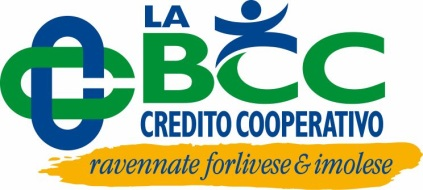 LA
BCC
CREDITO COOPERATIVO
ravennate forlivese & imolese